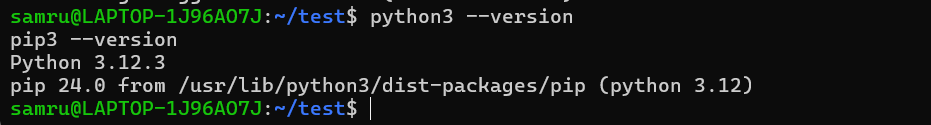 samru@LAPTOP-1J96AO7J:~/test$ python3 --version
pip3 --version
Python 3.12.3
pip 24.0 from /usr/lib/python3/dist-packages/pip (python 3.12)
samru@LAPTOP-1J96AO7J:~/test$